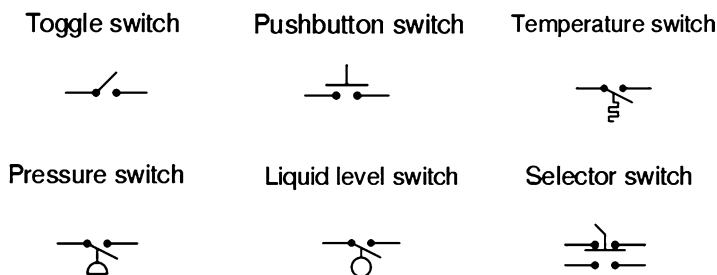 Toggle switch
Pushbutton switch
Temperature switch
Pressure switch
Liquid level switch
Selector switch